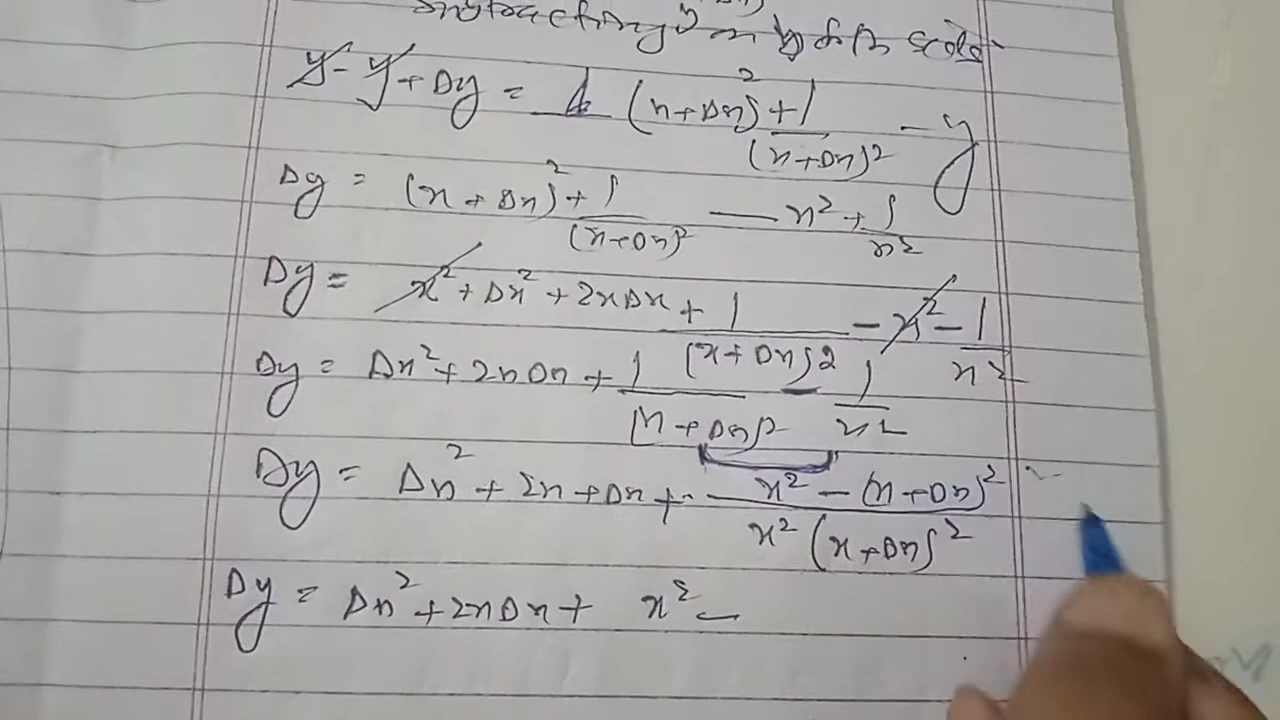 y - y + Δy = (x+Δx)² + 1/(x+Δx)² - y
Δy = (x + Δx)² + 1/(x+Δx)² — x² + 1/x²
Δy = x² + Δx² + 2xΔx + 1/(x+Δx)² - x² - 1/x²
Δy = Δx² + 2xΔx + 1/(x+Δx)² - 1/x²
Δy = Δx² + 2x+Δx + x² - (x+Δx)²/x²(x+Δx)²
Δy = Δx² + 2xΔx + x² -